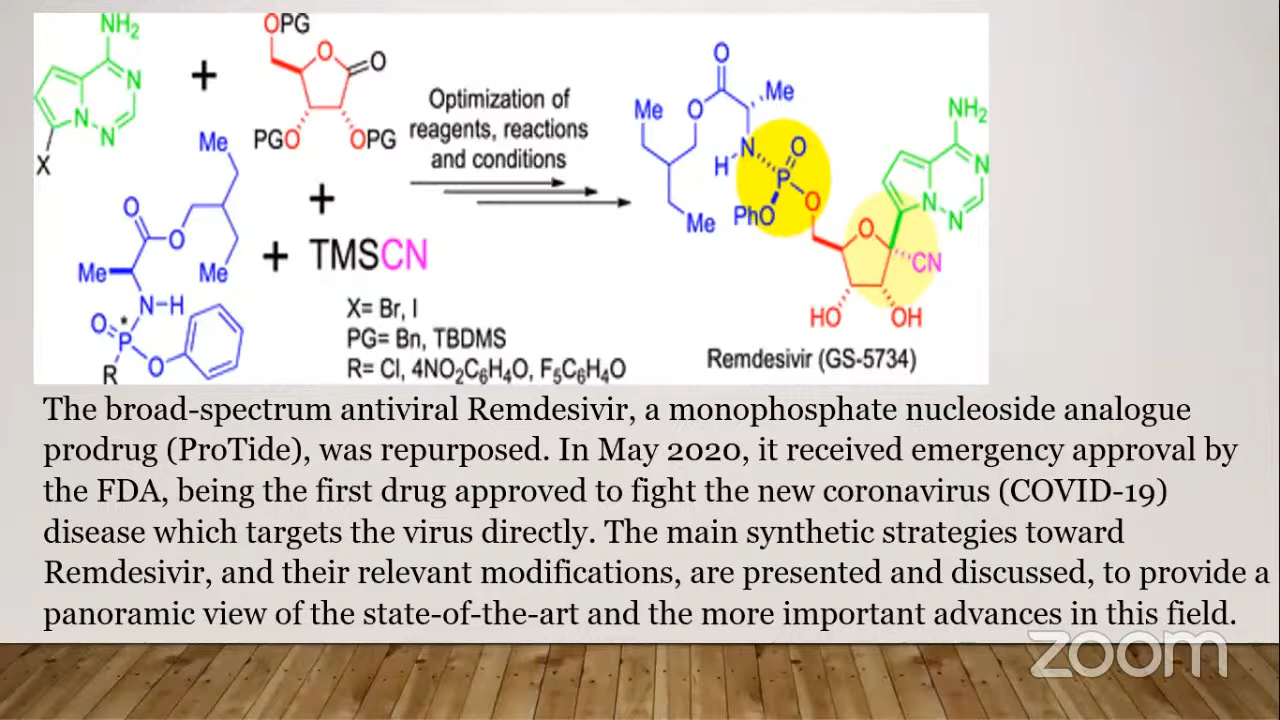 NH2
OPG
O
O
N
N
N
X
PGO
OPG
+
Optimization of
reagents, reactions
and conditions
+
+
TMSCN
Me
O
O
Me
Me
N-H
*
O
P
O
R
X= Br, I
PG= Bn, TBDMS
R= Cl, 4NO2C6H4O, F5C6H4O
O
Me
Me
O
N
H
O
P
PhO
O
Me
NH2
N
N
N
O
CN
HO
OH
Remdesivir (GS-5734)
The broad-spectrum antiviral Remdesivir, a monophosphate nucleoside analogue
prodrug (ProTide), was repurposed. In May 2020, it received emergency approval by
the FDA, being the first drug approved to fight the new coronavirus (COVID-19)
disease which targets the virus directly. The main synthetic strategies toward
Remdesivir, and their relevant modifications, are presented and discussed, to provide a
panoramic view of the state-of-the-art and the more important advances in this field.
zoom